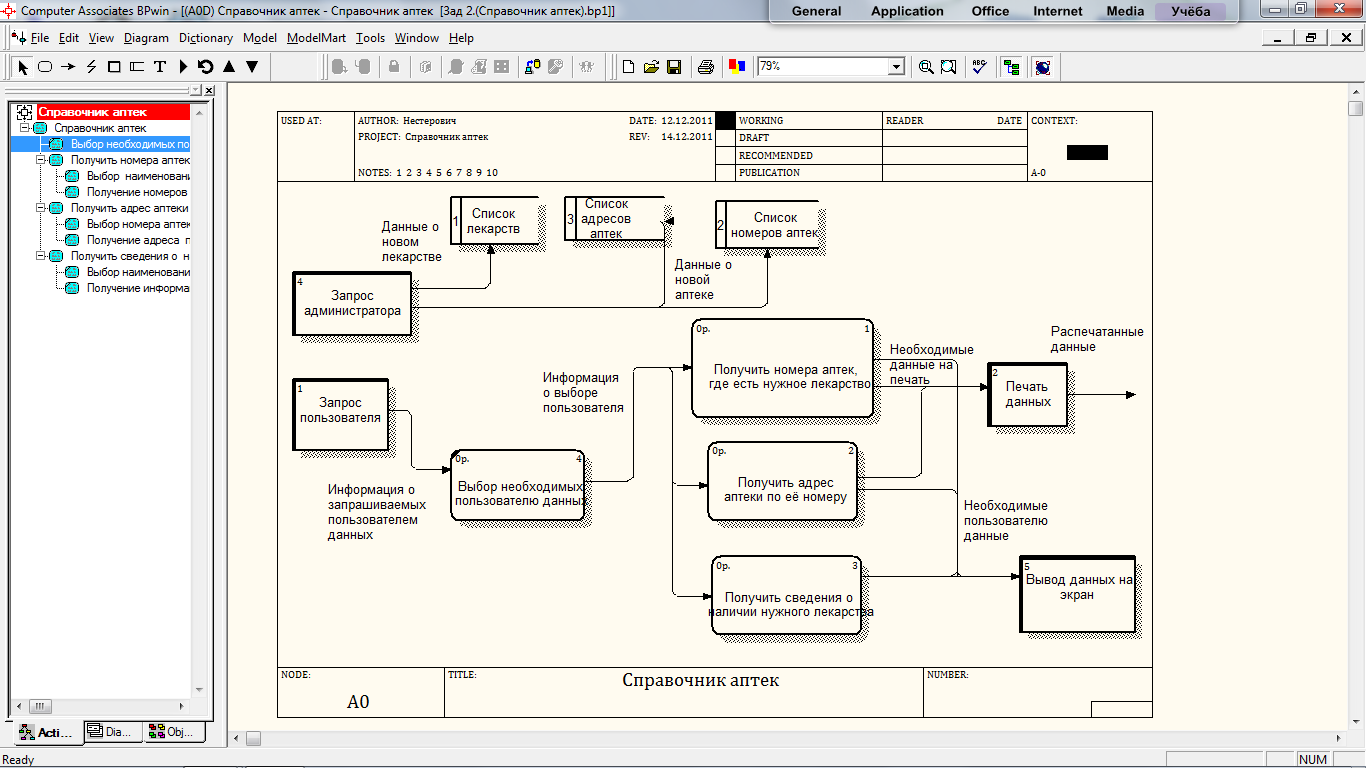 Computer Associates BPwin - [(A0D) Справочник аптек - Справочник аптек [Зад 2.(Справочник аптек).bp1]]
General Application Office Internet Media Учёба
File Edit View Diagram Dictionary Model ModelMart Tools Window Help
79%
ABC
Справочник аптек
Справочник аптек
Выбор необходимых по
Получить номера аптек
Выбор наименовани
Получение номеров
Получить адрес аптеки
Выбор номера аптек
Получение адреса п
Получить сведения о н
Выбор наименовани
Получение информа
Acti...
Dia...
Obj...
USED AT:
AUTHOR: Нестерович
DATE: 12.12.2011
PROJECT: Справочник аптек
REV: 14.12.2011
NOTES: 1 2 3 4 5 6 7 8 9 10
WORKING
DRAFT
RECOMMENDED
PUBLICATION
READER DATE
CONTEXT:
A-0
1
Список
лекарств
3
Список
адресов
аптек
2
Список
номеров аптек
Данные о
новом
лекарстве
Данные о
новой
аптеке
4
Запрос
администратора
1
Запрос
пользователя
Информация о
запрашиваемых
пользователем
данных
0р. 4
Выбор необходимых
пользователю данных
Информация
о выборе
пользователя
0р. 1
Получить номера аптек,
где есть нужное лекарство
0р. 2
Получить адрес
аптеки по её номеру
0р. 3
Получить сведения о
наличии нужного лекарства
Необходимые
данные на
печать
2
Печать
данных
Распечатанные
данные
Необходимые
пользователю
данные
5
Вывод данных на
экран
NODE:
A0
TITLE:
Справочник аптек
NUMBER:
Ready
NUM